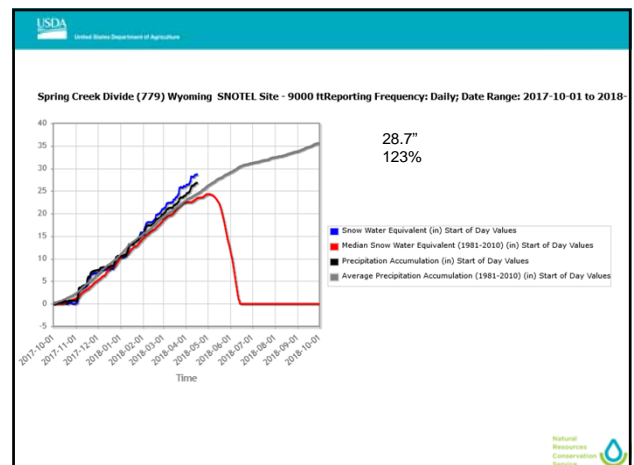 USDA
United States Department of Agriculture
Spring Creek Divide (779) Wyoming SNOTEL Site - 9000 ftReporting Frequency: Daily; Date Range: 2017-10-01 to 2018-
28.7”
123%
40
35
30
25
20
15
10
5
0
-5
2017-10-01
2017-11-01
2017-12-01
2018-01-01
2018-02-01
2018-03-01
2018-04-01
2018-05-01
2018-06-01
2018-07-01
2018-08-01
2018-09-01
2018-10-01
Time
Snow Water Equivalent (in) Start of Day Values
Median Snow Water Equivalent (1981-2010) (in) Start of Day Values
Precipitation Accumulation (in) Start of Day Values
Average Precipitation Accumulation (1981-2010) (in) Start of Day Values
Natural
Resources
Conservation
Service